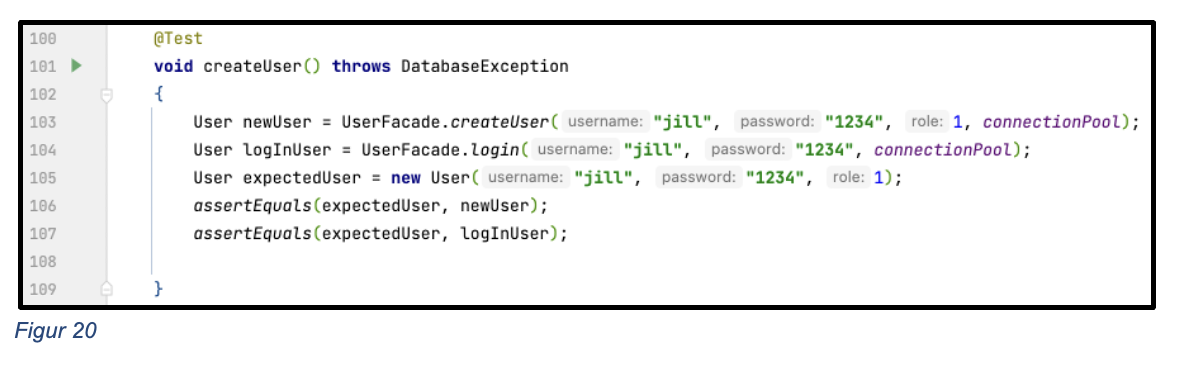 100 @Test
101 void createUser() throws DatabaseException
102 {
103 User newUser = UserFacade.createUser( username: "jill", password: "1234", role: 1, connectionPool);
104 User logInUser = UserFacade.login( username: "jill", password: "1234", connectionPool);
105 User expectedUser = new User( username: "jill", password: "1234", role: 1);
106 assertEquals(expectedUser, newUser);
107 assertEquals(expectedUser, logInUser);
108
109 }
Figur 20